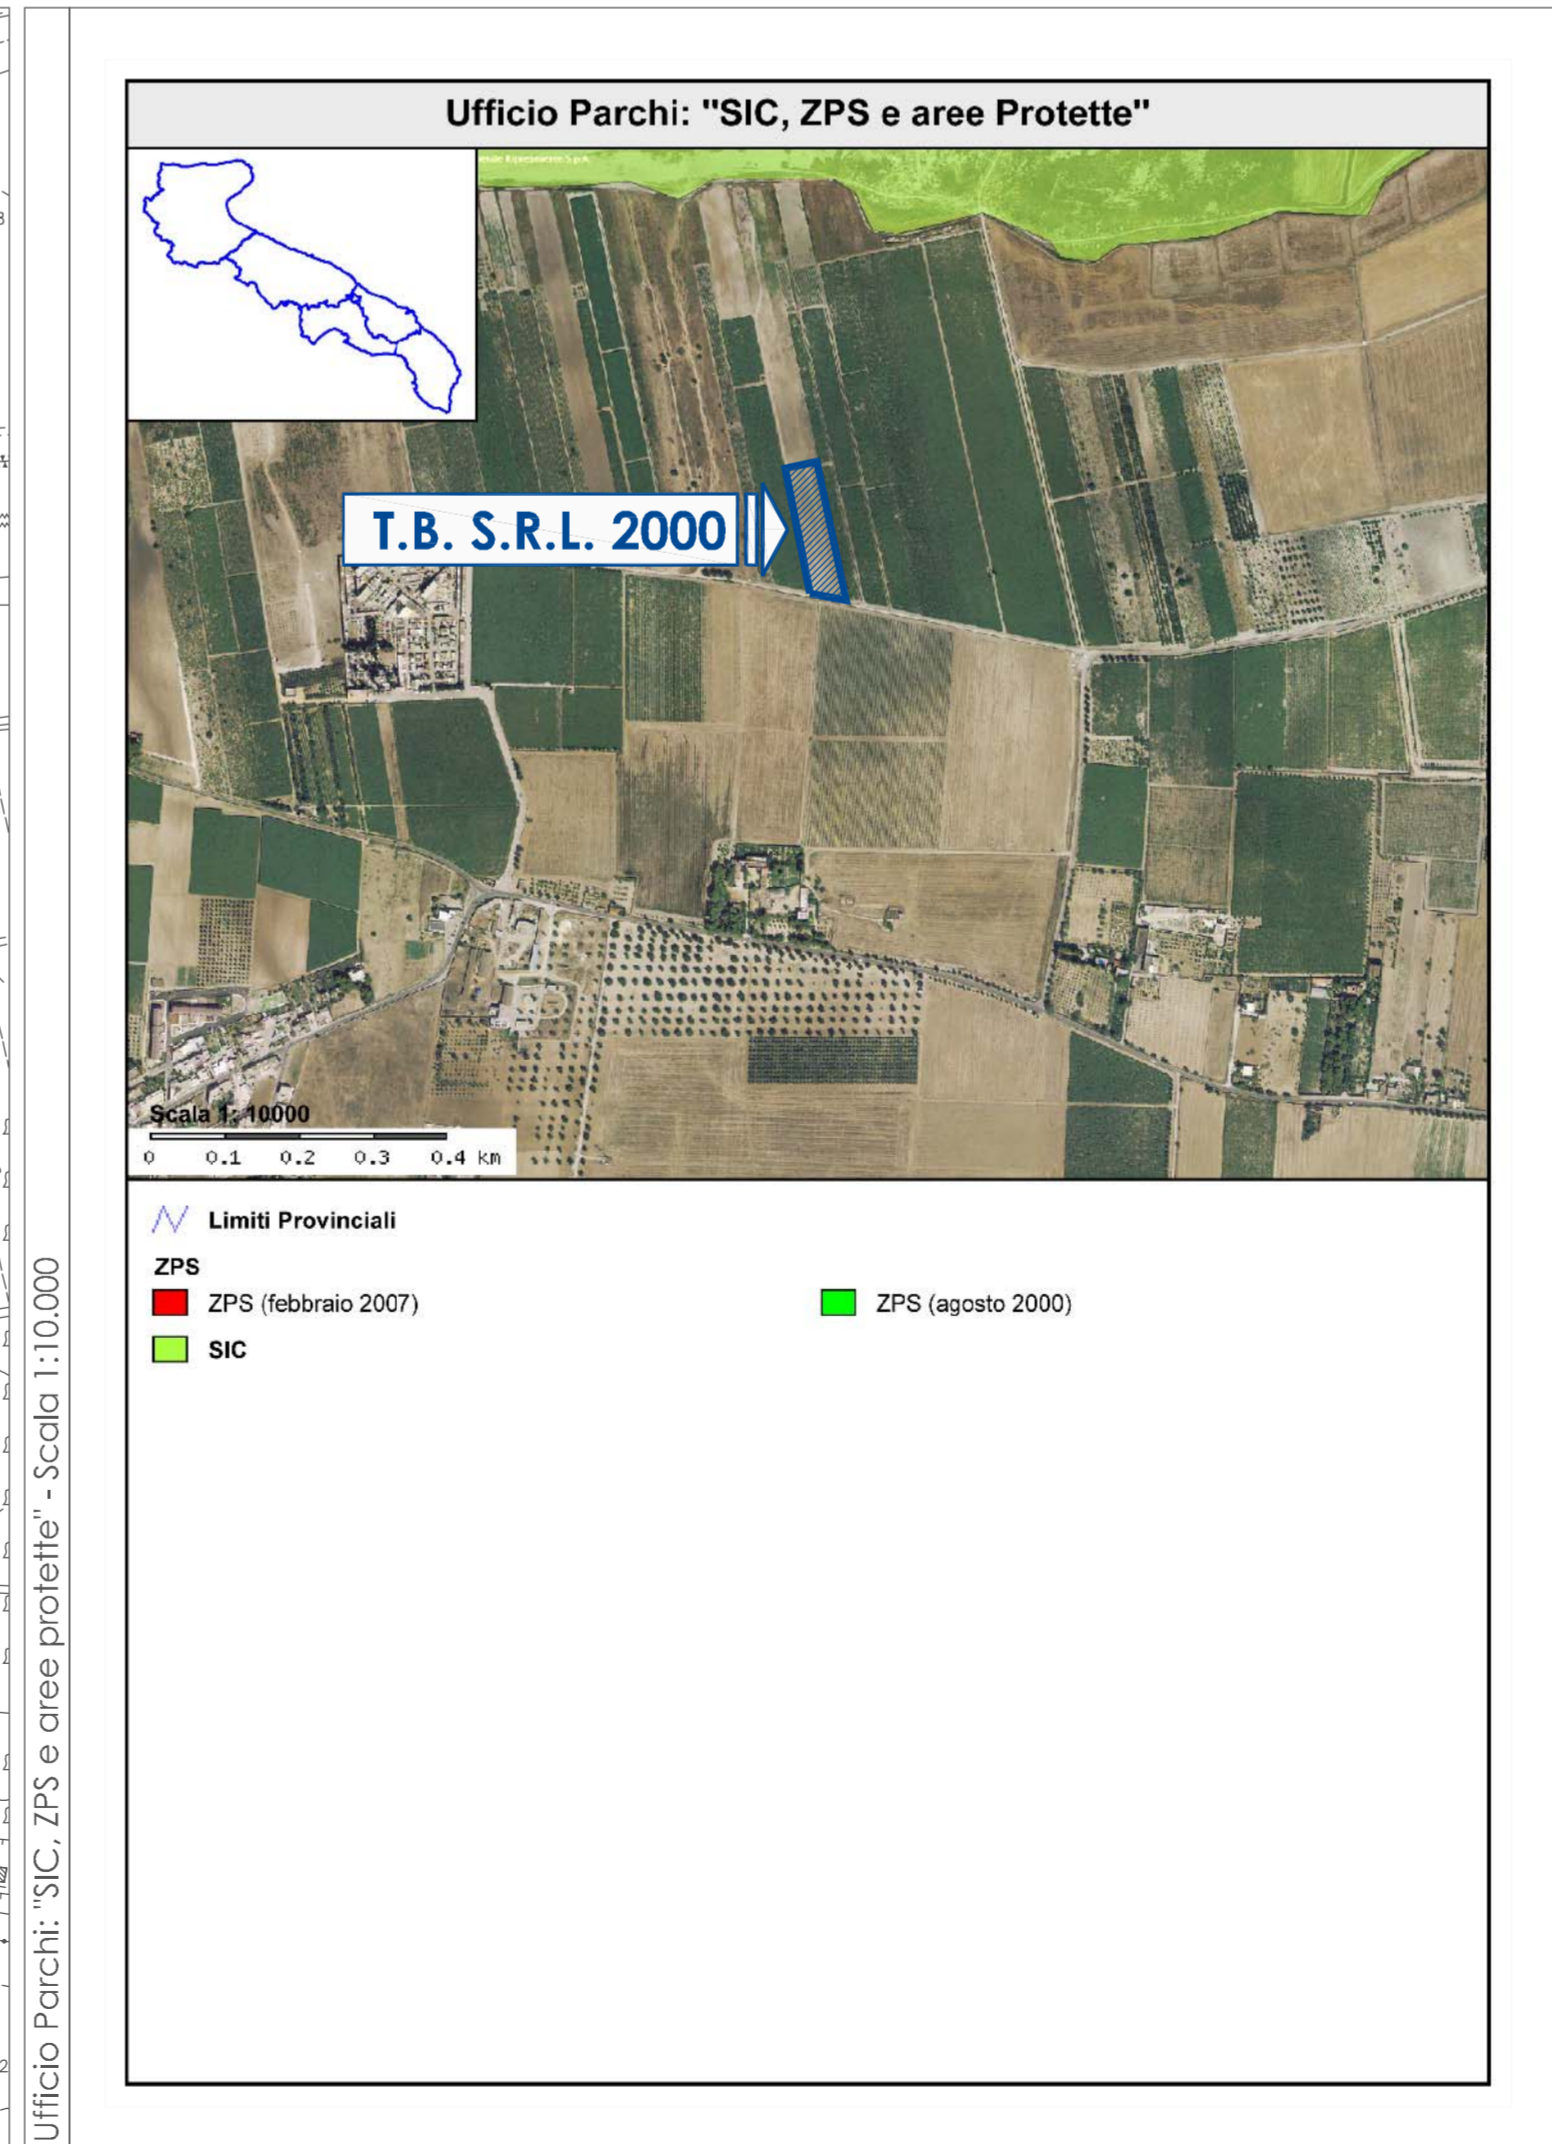 Ufficio Parchi: "SIC, ZPS e aree Protette"
T.B. S.R.L. 2000
Scala 1: 10000
0 0.1 0.2 0.3 0.4 km
Limiti Provinciali
ZPS
ZPS (febbraio 2007)
ZPS (agosto 2000)
SIC
Ufficio Parchi: "SIC, ZPS e aree protette" - Scala 1:10.000